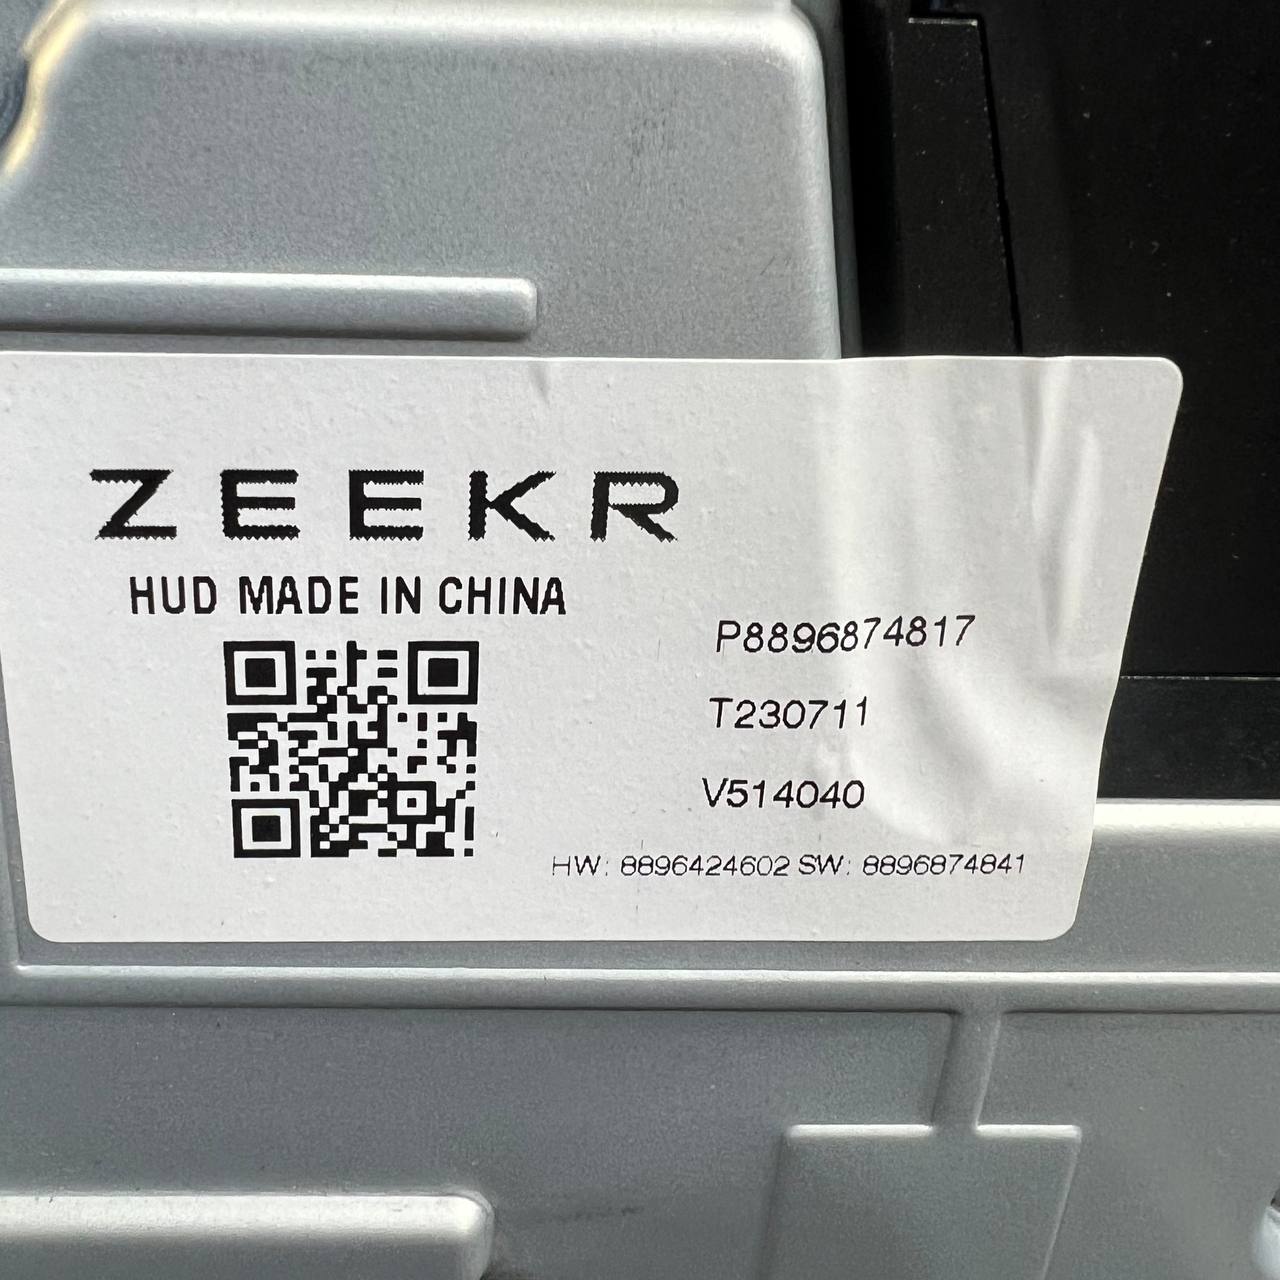 ZEEKR
HUD MADE IN CHINA
P8896874817
T230711
V514040
HW: 8896424602 SW: 8896874841